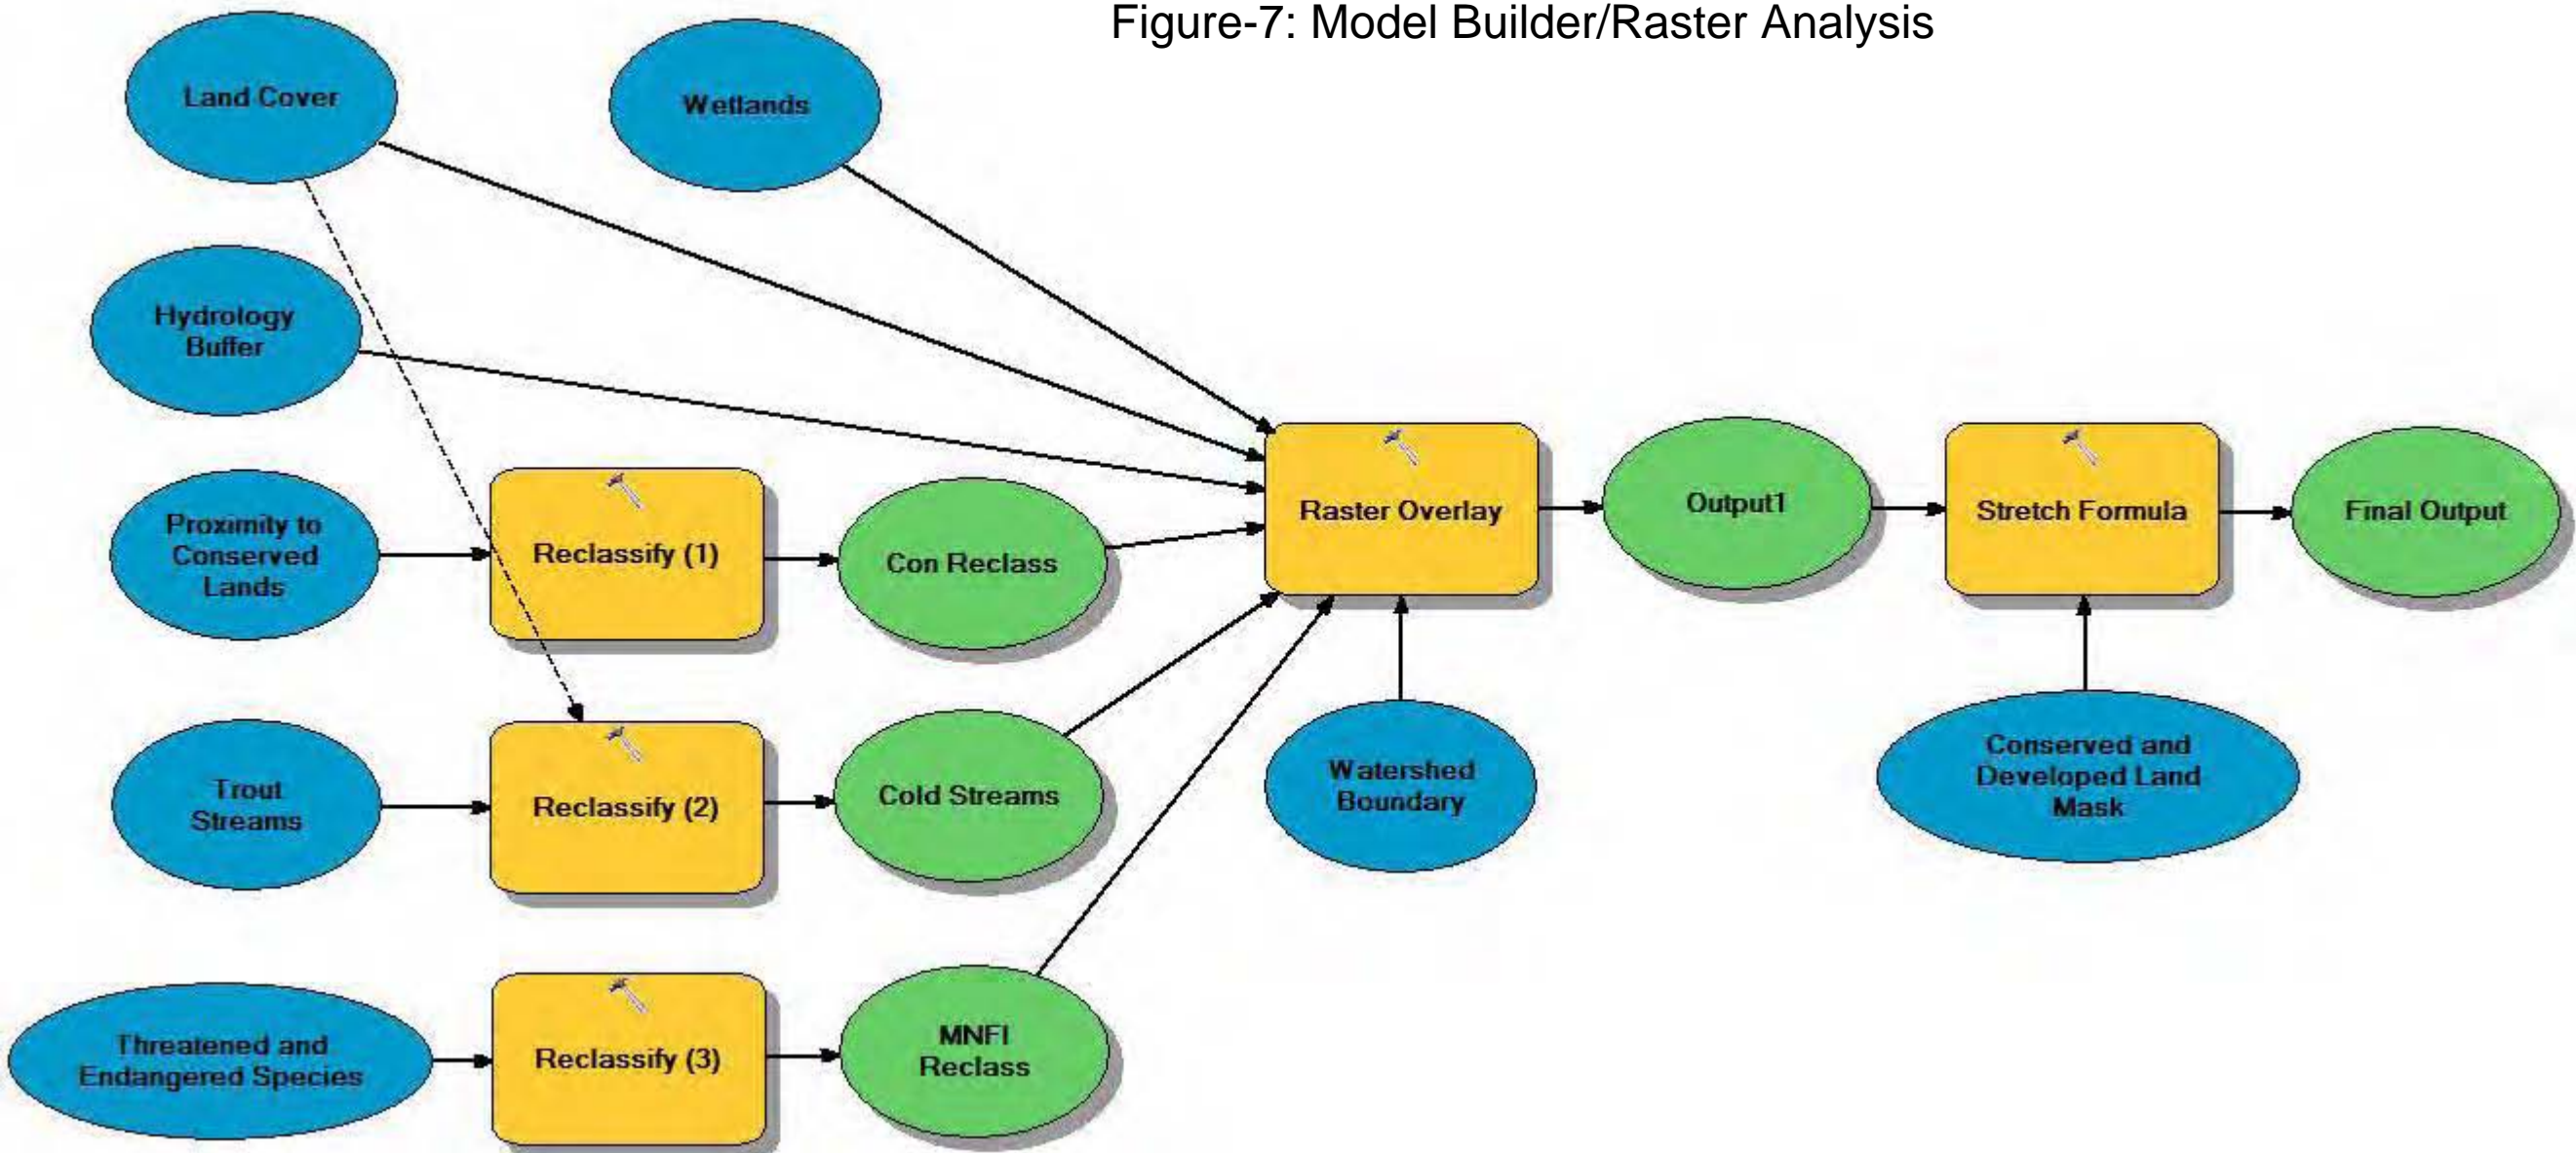 Figure-7: Model Builder/Raster Analysis
Land Cover
Wetlands
Hydrology
Buffer
Proximity to
Conserved
Lands
Reclassify (1)
Con Reclass
Raster Overlay
Output1
Stretch Formula
Final Output
Trout
Streams
Reclassify (2)
Cold Streams
Watershed
Boundary
Conserved and
Developed Land
Mask
Threatened and
Endangered Species
Reclassify (3)
MNFI
Reclass